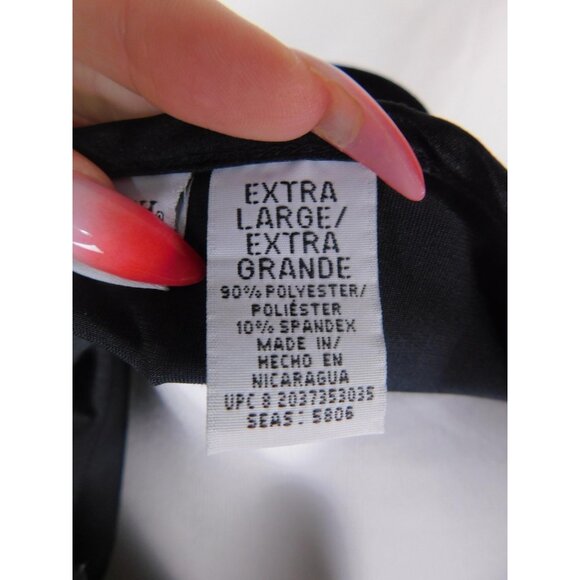 EXTRA
LARGE/
EXTRA
GRANDE
90% POLYESTER/
POLIÉSTER
10% SPANDEX
MADE IN/
HECHO EN
NICARAGUA
UPC 8 2037353035
SEAS: 5806